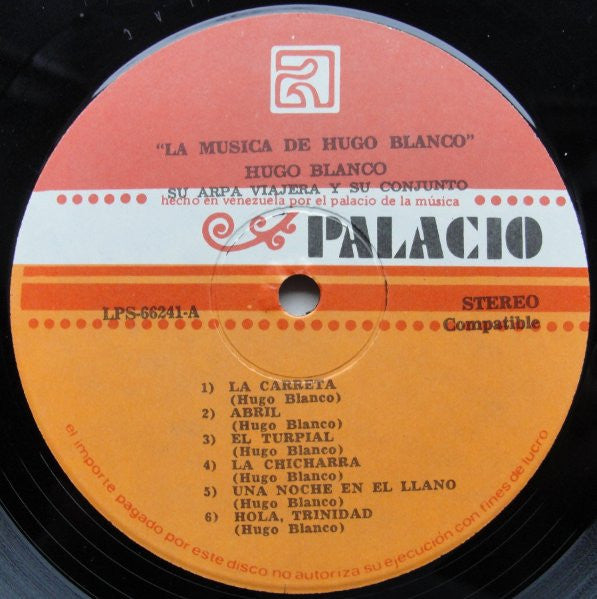 "LA MUSICA DE HUGO BLANCO"
HUGO BLANCO
SU ARPA VIAJERA Y SU CONJUNTO
hecho en venezuela por el palacio de la música
PALACIO
LPS-66241-A
STEREO
Compatible
1) LA CARRETA
(Hugo Blanco)
2) ABRIL
(Hugo Blanco)
3) EL TURPIAL
(Hugo Blanco)
4) LA CHICHARRA
(Hugo Blanco)
5) UNA NOCHE EN EL LLANO
(Hugo Blanco)
6) HOLA, TRINIDAD
(Hugo Blanco)
el importe pagado por este disco no autoriza su ejecución con fines de lucro